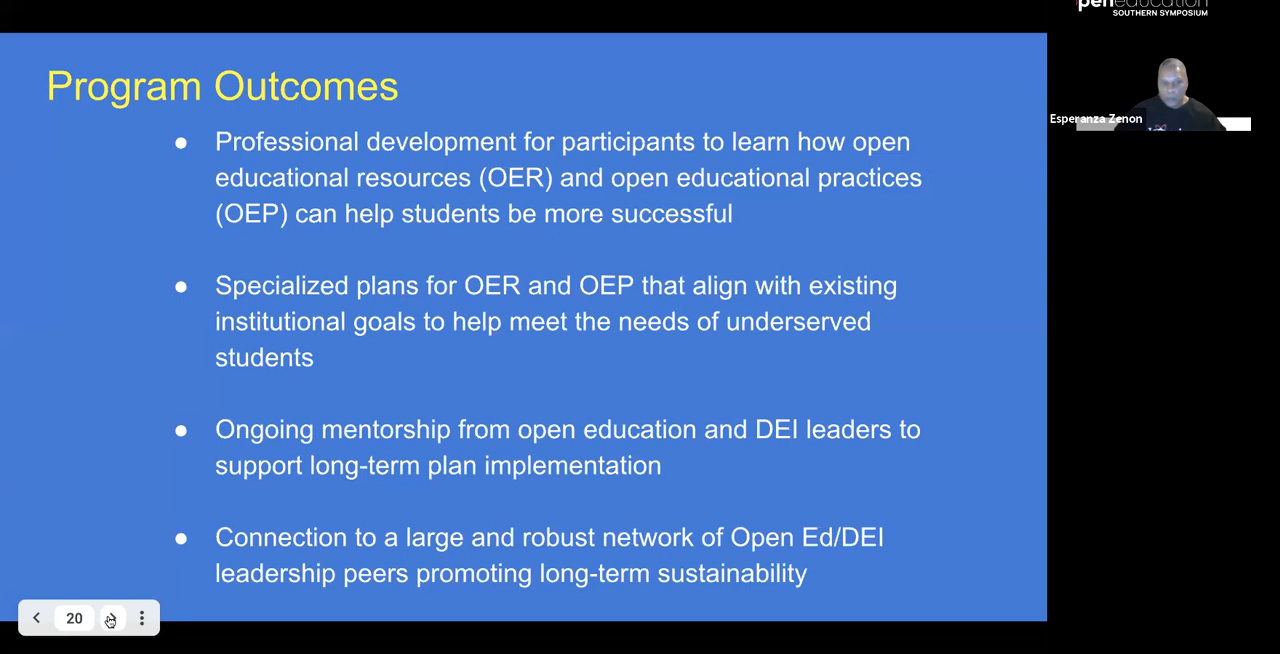 peneducation
SOUTHERN SYMPOSIUM
Program Outcomes
● Professional development for participants to learn how open
educational resources (OER) and open educational practices
(OEP) can help students be more successful
● Specialized plans for OER and OEP that align with existing
institutional goals to help meet the needs of underserved
students
● Ongoing mentorship from open education and DEI leaders to
support long-term plan implementation
● Connection to a large and robust network of Open Ed/DEI
leadership peers promoting long-term sustainability
Esperanza Zenon
20